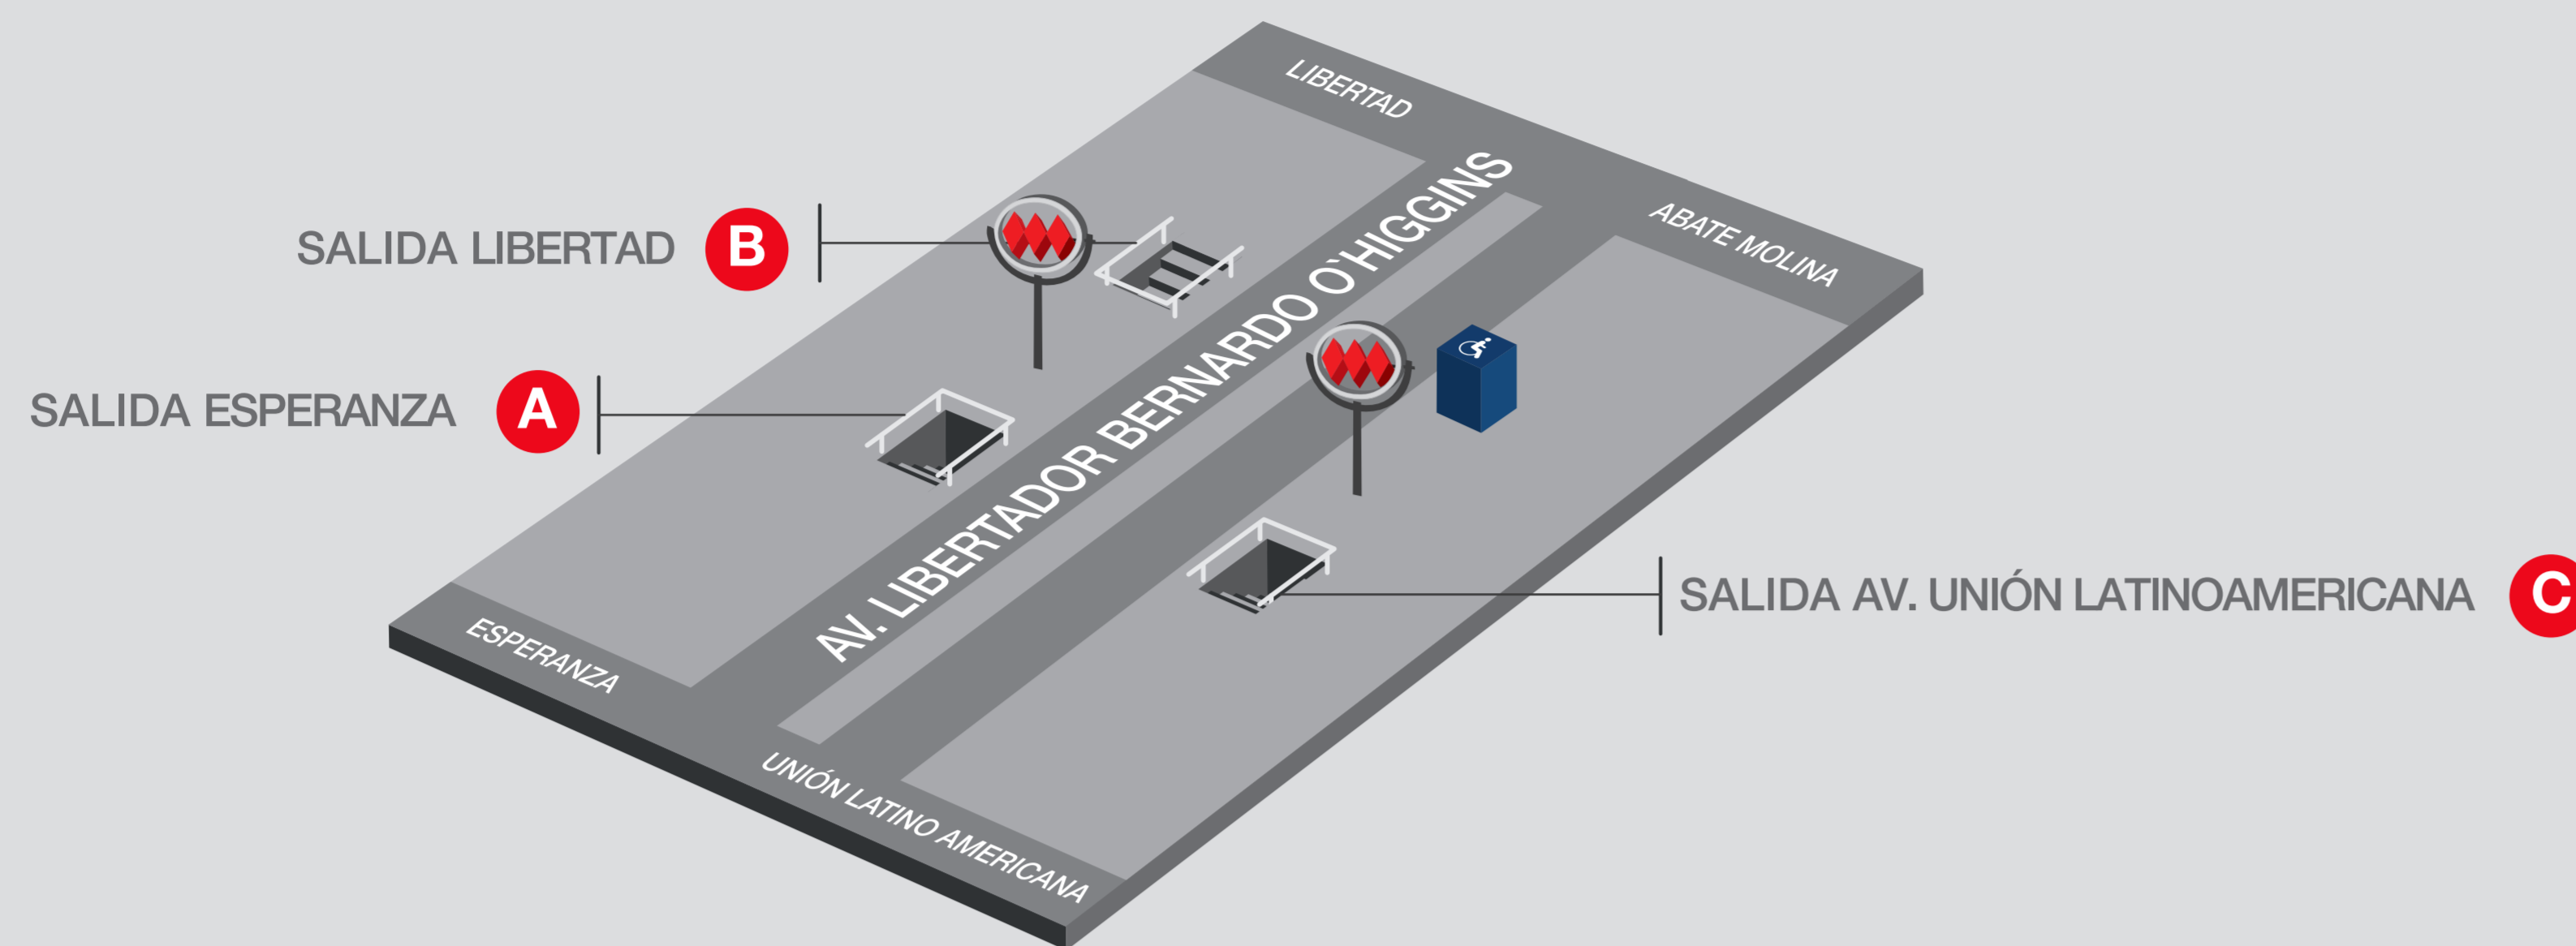 LIBERTAD
ABATE MOLINA
SALIDA LIBERTAD B
AV. LIBERTADOR BERNARDO O`HIGGINS
SALIDA ESPERANZA A
SALIDA AV. UNIÓN LATINOAMERICANA C
ESPERANZA
UNIÓN LATINO AMERICANA